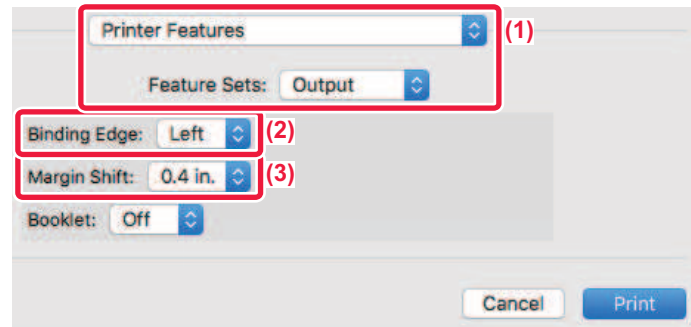 Printer Features (1)
Feature Sets: Output
Binding Edge: Left (2)
Margin Shift: 0.4 in. (3)
Booklet: Off
Cancel Print